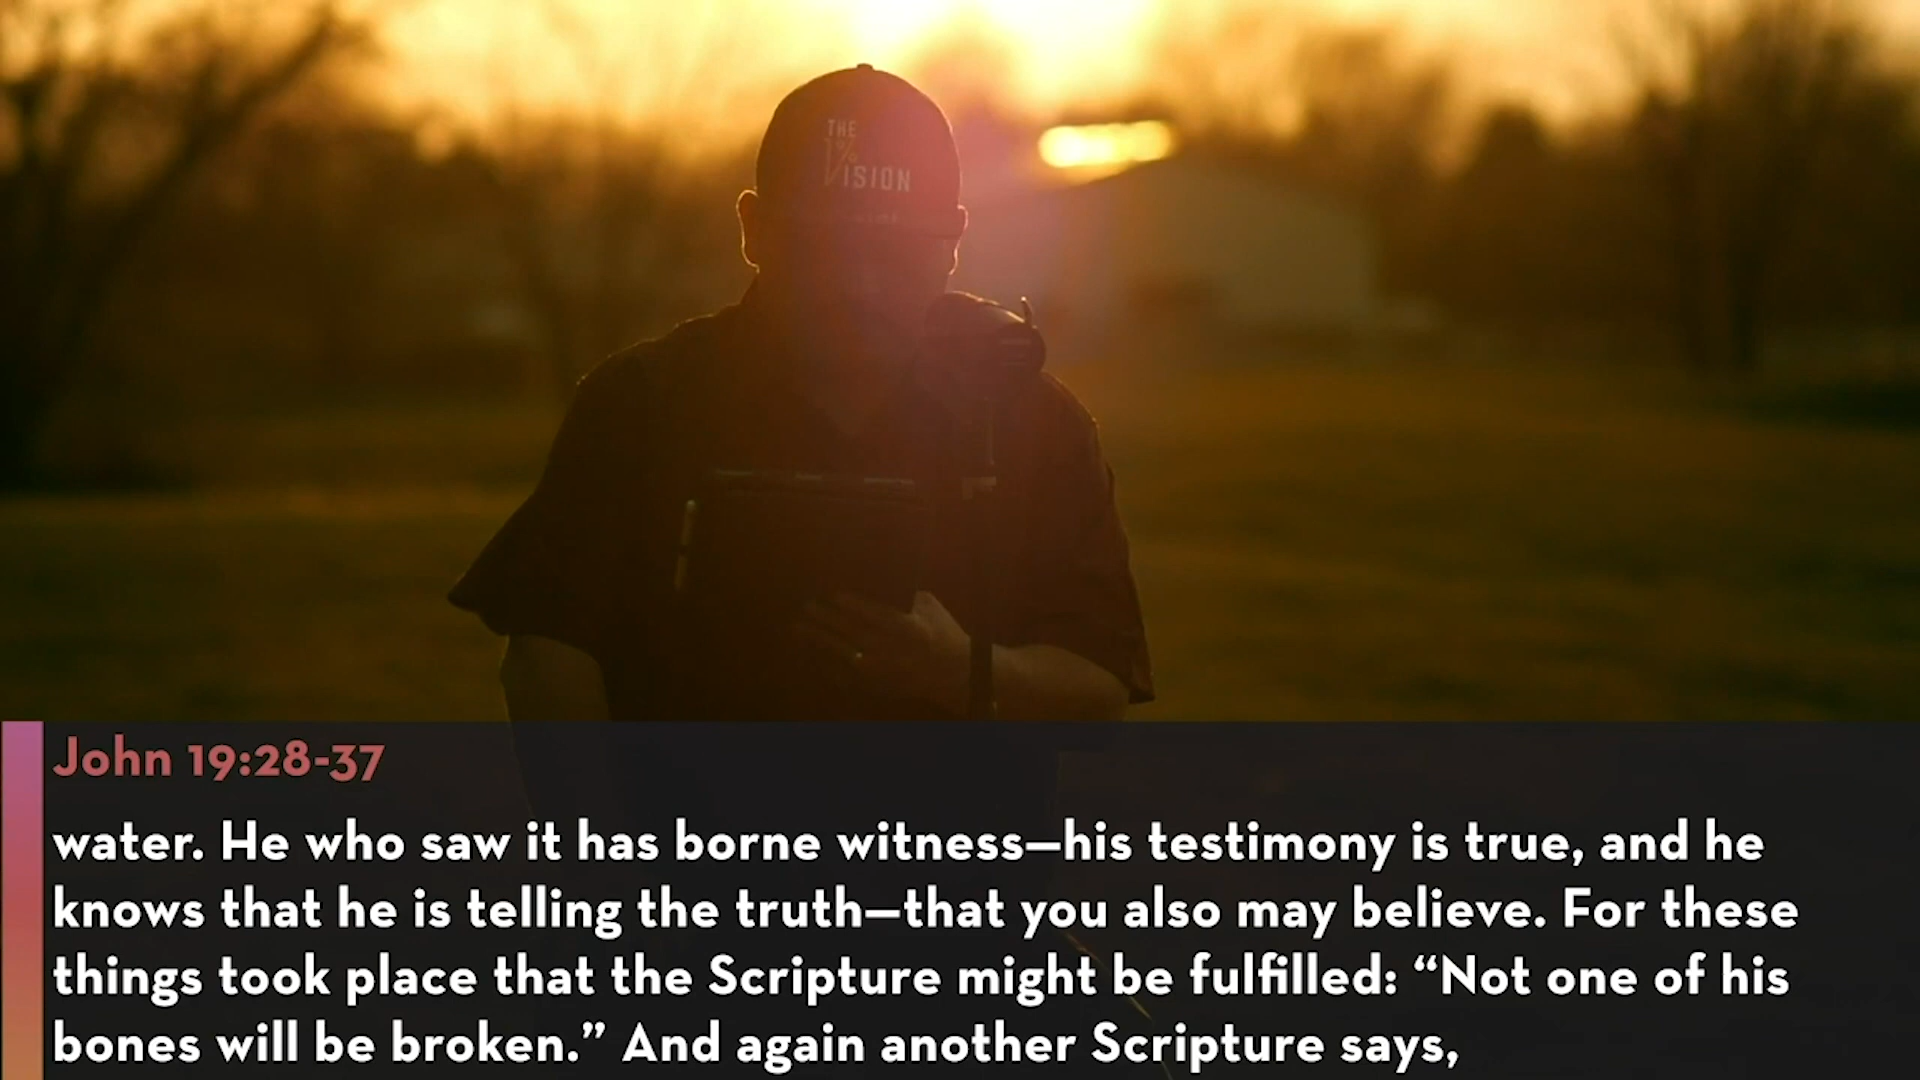 THE
1%
VISION
John 19:28-37
water. He who saw it has borne witness—his testimony is true, and he
knows that he is telling the truth—that you also may believe. For these
things took place that the Scripture might be fulfilled: “Not one of his
bones will be broken.” And again another Scripture says,